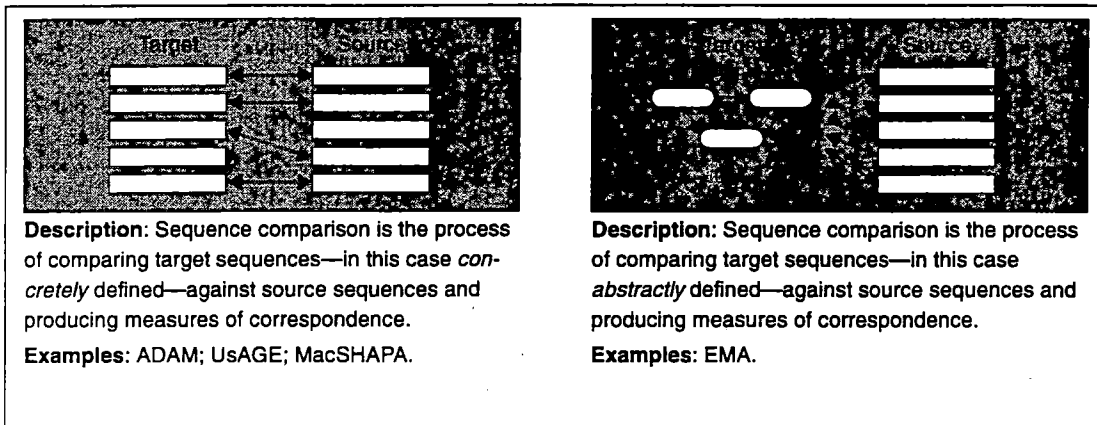 Target Source
Description: Sequence comparison is the process
of comparing target sequences—in this case con-
cretely defined—against source sequences and
producing measures of correspondence.
Examples: ADAM; UsAGE; MacSHAPA.
Target Source
Description: Sequence comparison is the process
of comparing target sequences—in this case
abstractly defined—against source sequences and
producing measures of correspondence.
Examples: EMA.